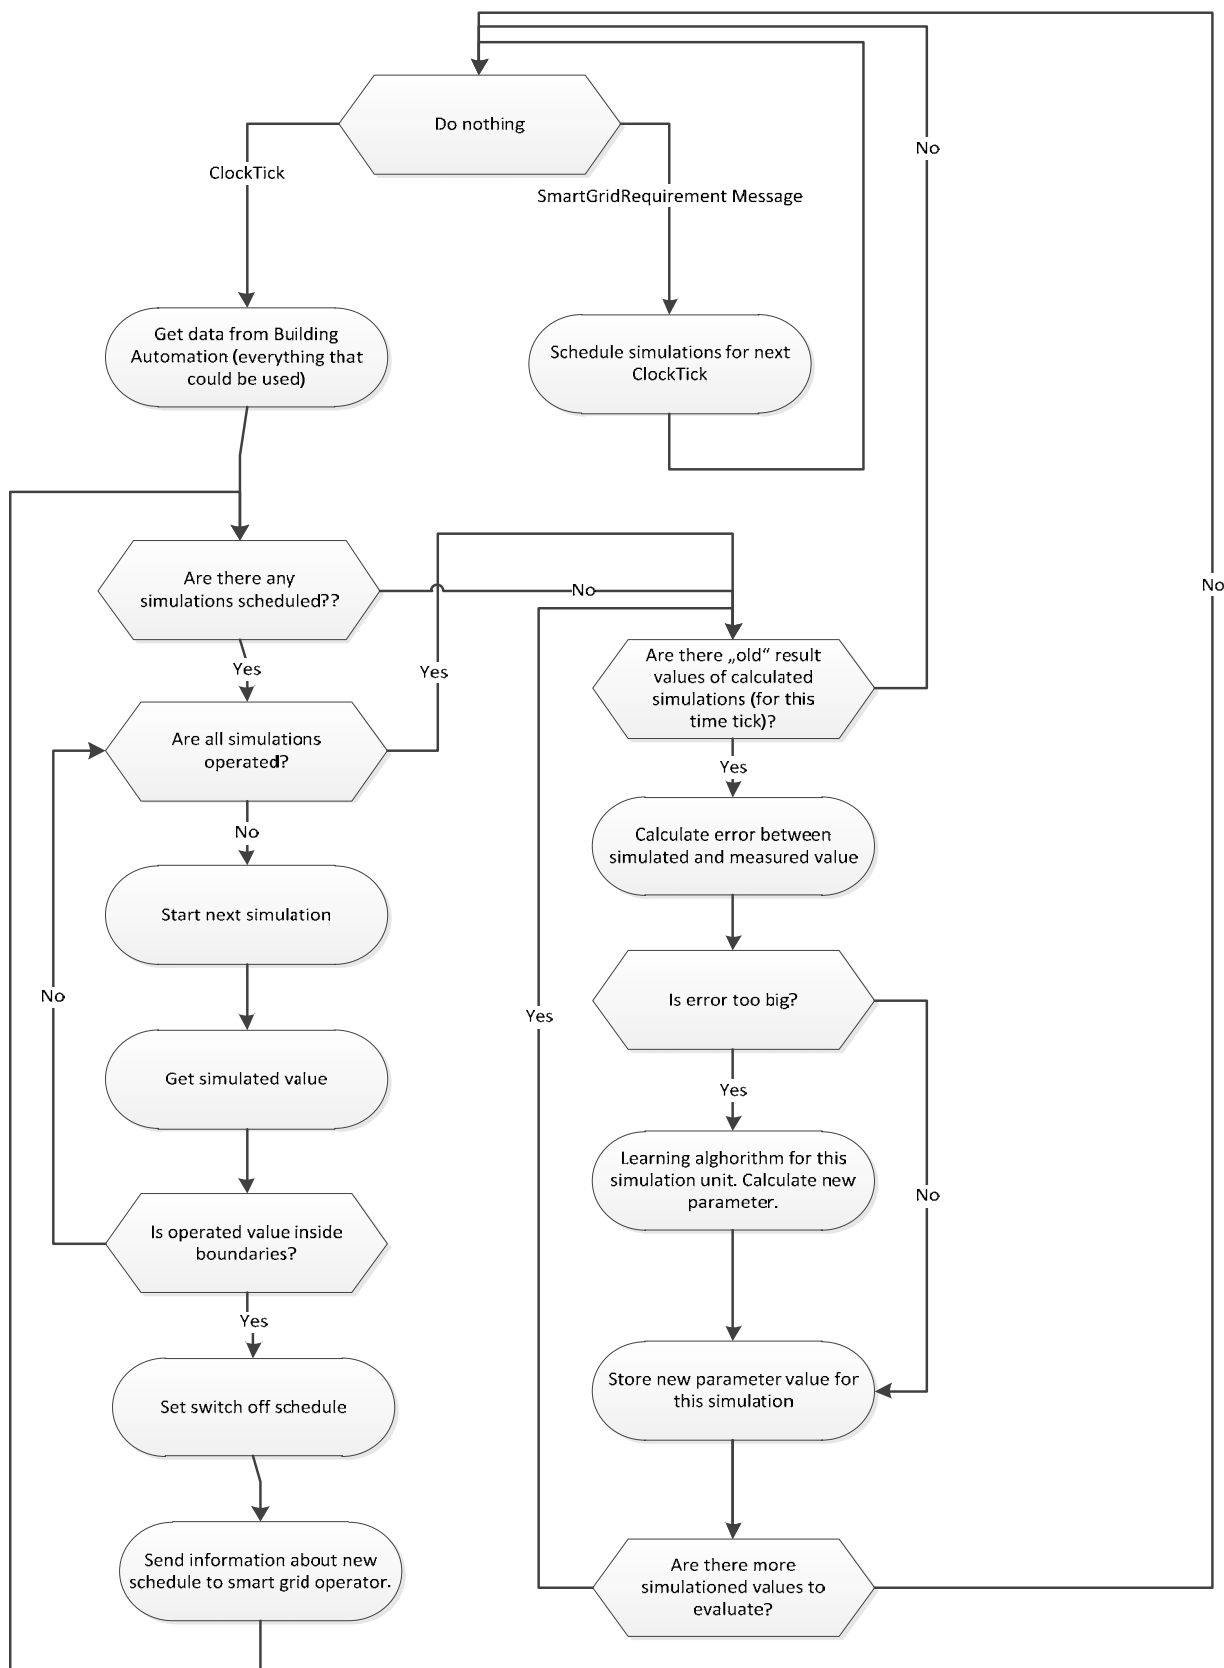 Do nothing
No
ClockTick
SmartGridRequirement Message
Get data from Building
Automation (everything that
could be used)
Schedule simulations for next
ClockTick
Are there any
simulations scheduled??
No
No
Yes
Yes
Are there „old“ result
values of calculated
simulations (for this
time tick)?
Are all simulations
operated?
Yes
No
Calculate error between
simulated and measured value
Start next simulation
No
Is error too big?
Yes
Get simulated value
Yes
Learning alghorithm for this
simulation unit. Calculate new
parameter.
No
Is operated value inside
boundaries?
Yes
Store new parameter value for
this simulation
Set switch off schedule
Send information about new
schedule to smart grid operator.
Are there more
simulationed values to
evaluate?